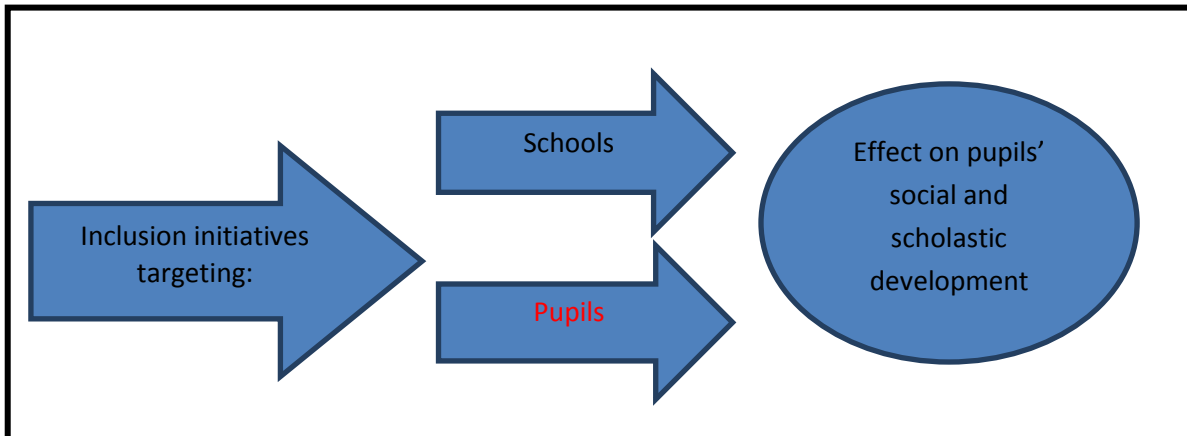 Inclusion initiatives
targeting:
Schools
Pupils
Effect on pupils’
social and
scholastic
development